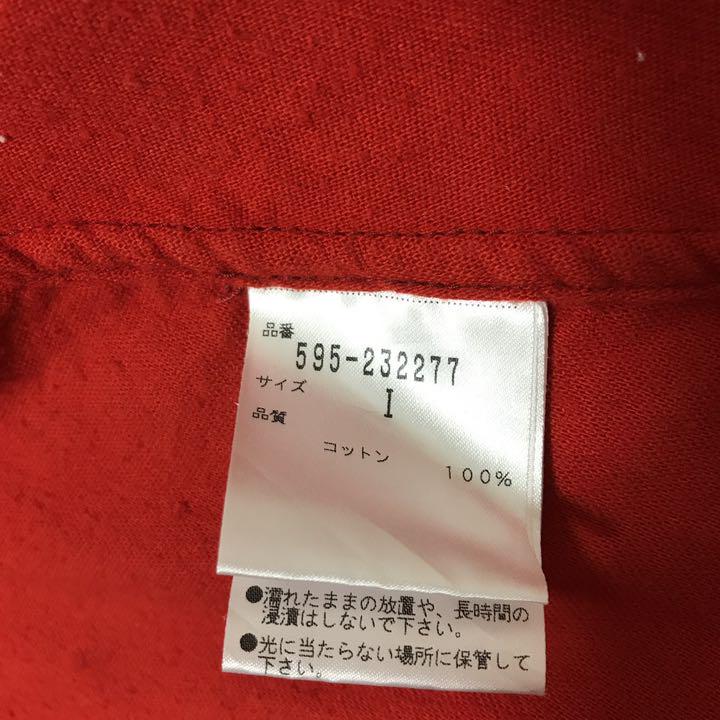 品番
595-232277
サイズ
I
品質
コットン 100%
●濡れたままの放置や、長時間の
浸漬はしないで下さい。
●光に当たらない場所に保管して
下さい。